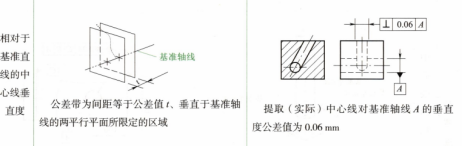 相对于
基准直
线的中
心线垂
直度
基准轴线
公差带为间距等于公差值 t、垂直于基准轴
线的两平行平面所限定的区域
⊥ 0.06 A
A
提取（实际）中心线对基准轴线 A 的垂直
度公差值为 0.06 mm